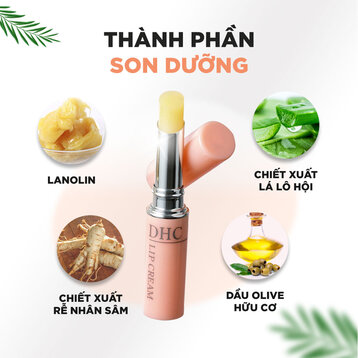 THÀNH PHẦN
SON DƯỠNG
LANOLIN
CHIẾT XUẤT
LÁ LÔ HỘI
DHC
LIP CREAM
CHIẾT XUẤT
RỄ NHÂN SÂM
DẦU OLIVE
HỮU CƠ